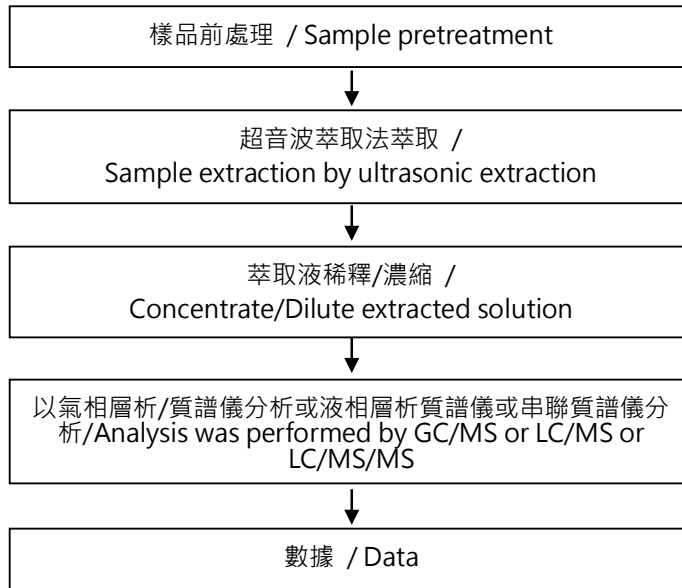 樣品前處理 / Sample pretreatment
超音波萃取法萃取 /
Sample extraction by ultrasonic extraction
萃取液稀釋/濃縮 /
Concentrate/Dilute extracted solution
以氣相層析/質譜儀分析或液相層析質譜儀或串聯質譜儀分
析/Analysis was performed by GC/MS or LC/MS or
LC/MS/MS
數據 / Data